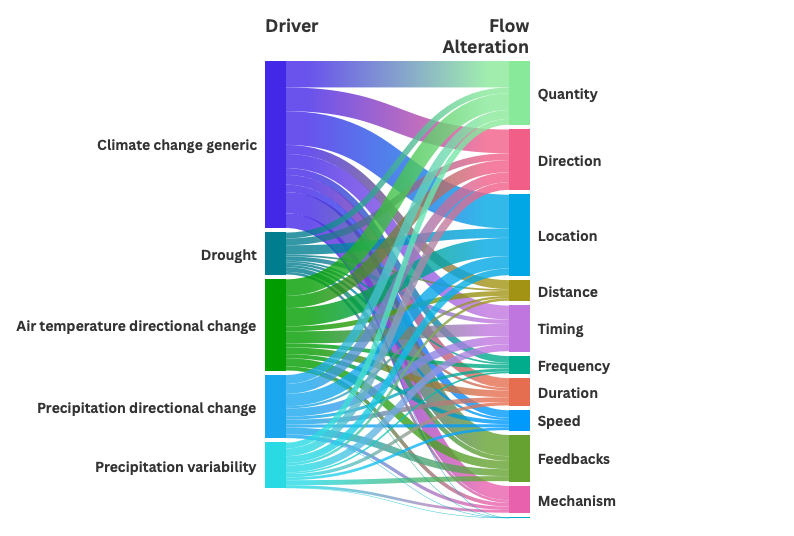 Driver
Flow
Alteration
Climate change generic
Drought
Air temperature directional change
Precipitation directional change
Precipitation variability
Quantity
Direction
Location
Distance
Timing
Frequency
Duration
Speed
Feedbacks
Mechanism